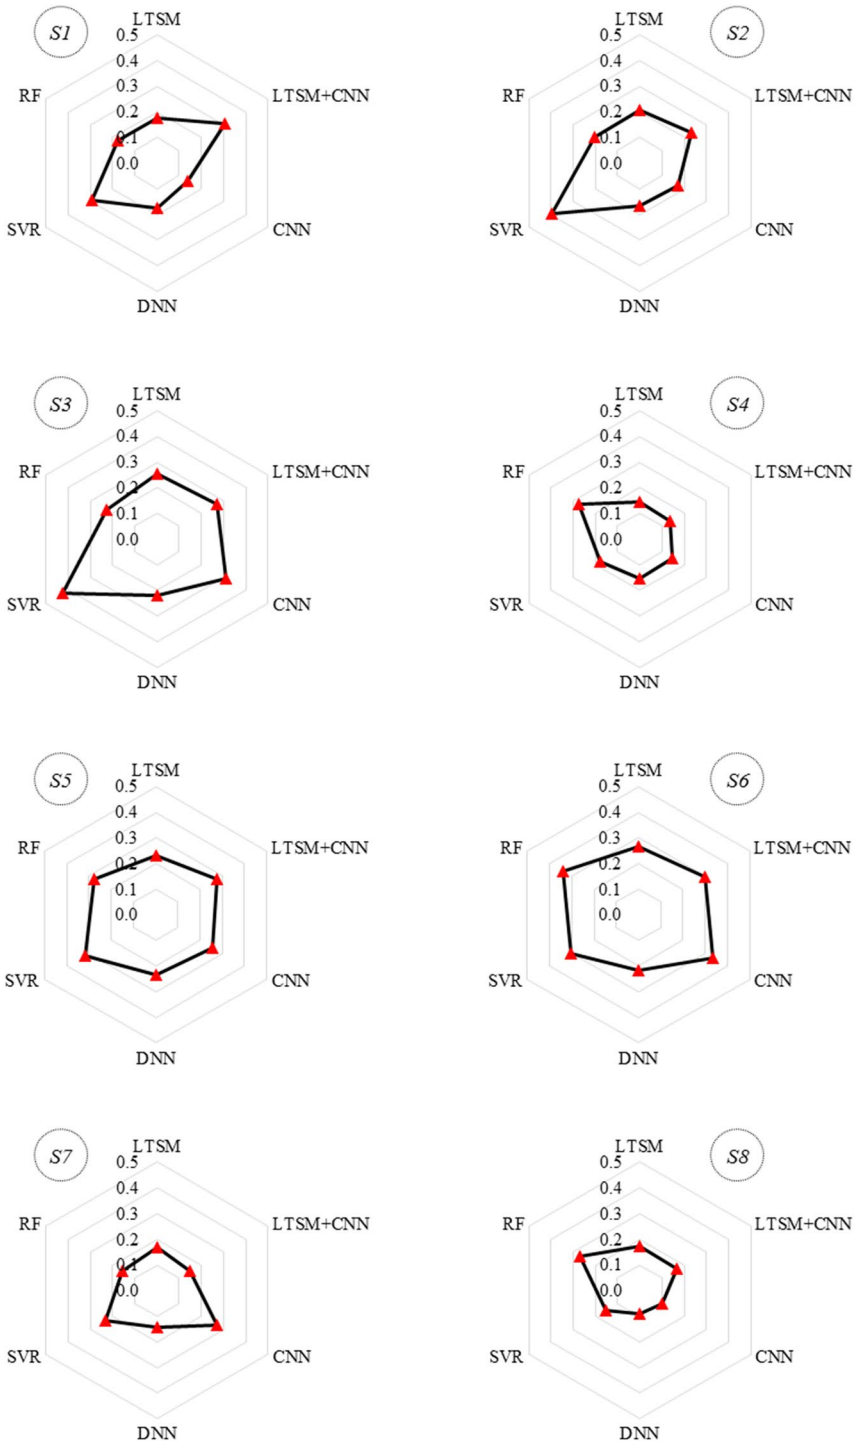 LTSM
S1
0.5
0.4
RF
0.3
LTSM+CNN
0.2
0.1
0.0
SVR
CNN
DNN
LTSM
S2
0.5
0.4
RF
0.3
LTSM+CNN
0.2
0.1
0.0
SVR
CNN
DNN
LTSM
S3
0.5
0.4
RF
0.3
LTSM+CNN
0.2
0.1
0.0
SVR
CNN
DNN
LTSM
S4
0.5
0.4
RF
0.3
LTSM+CNN
0.2
0.1
0.0
SVR
CNN
DNN
LTSM
S5
0.5
0.4
RF
0.3
LTSM+CNN
0.2
0.1
0.0
SVR
CNN
DNN
LTSM
S6
0.5
0.4
RF
0.3
LTSM+CNN
0.2
0.1
0.0
SVR
CNN
DNN
LTSM
S7
0.5
0.4
RF
0.3
LTSM+CNN
0.2
0.1
0.0
SVR
CNN
DNN
LTSM
S8
0.5
0.4
RF
0.3
LTSM+CNN
0.2
0.1
0.0
SVR
CNN
DNN